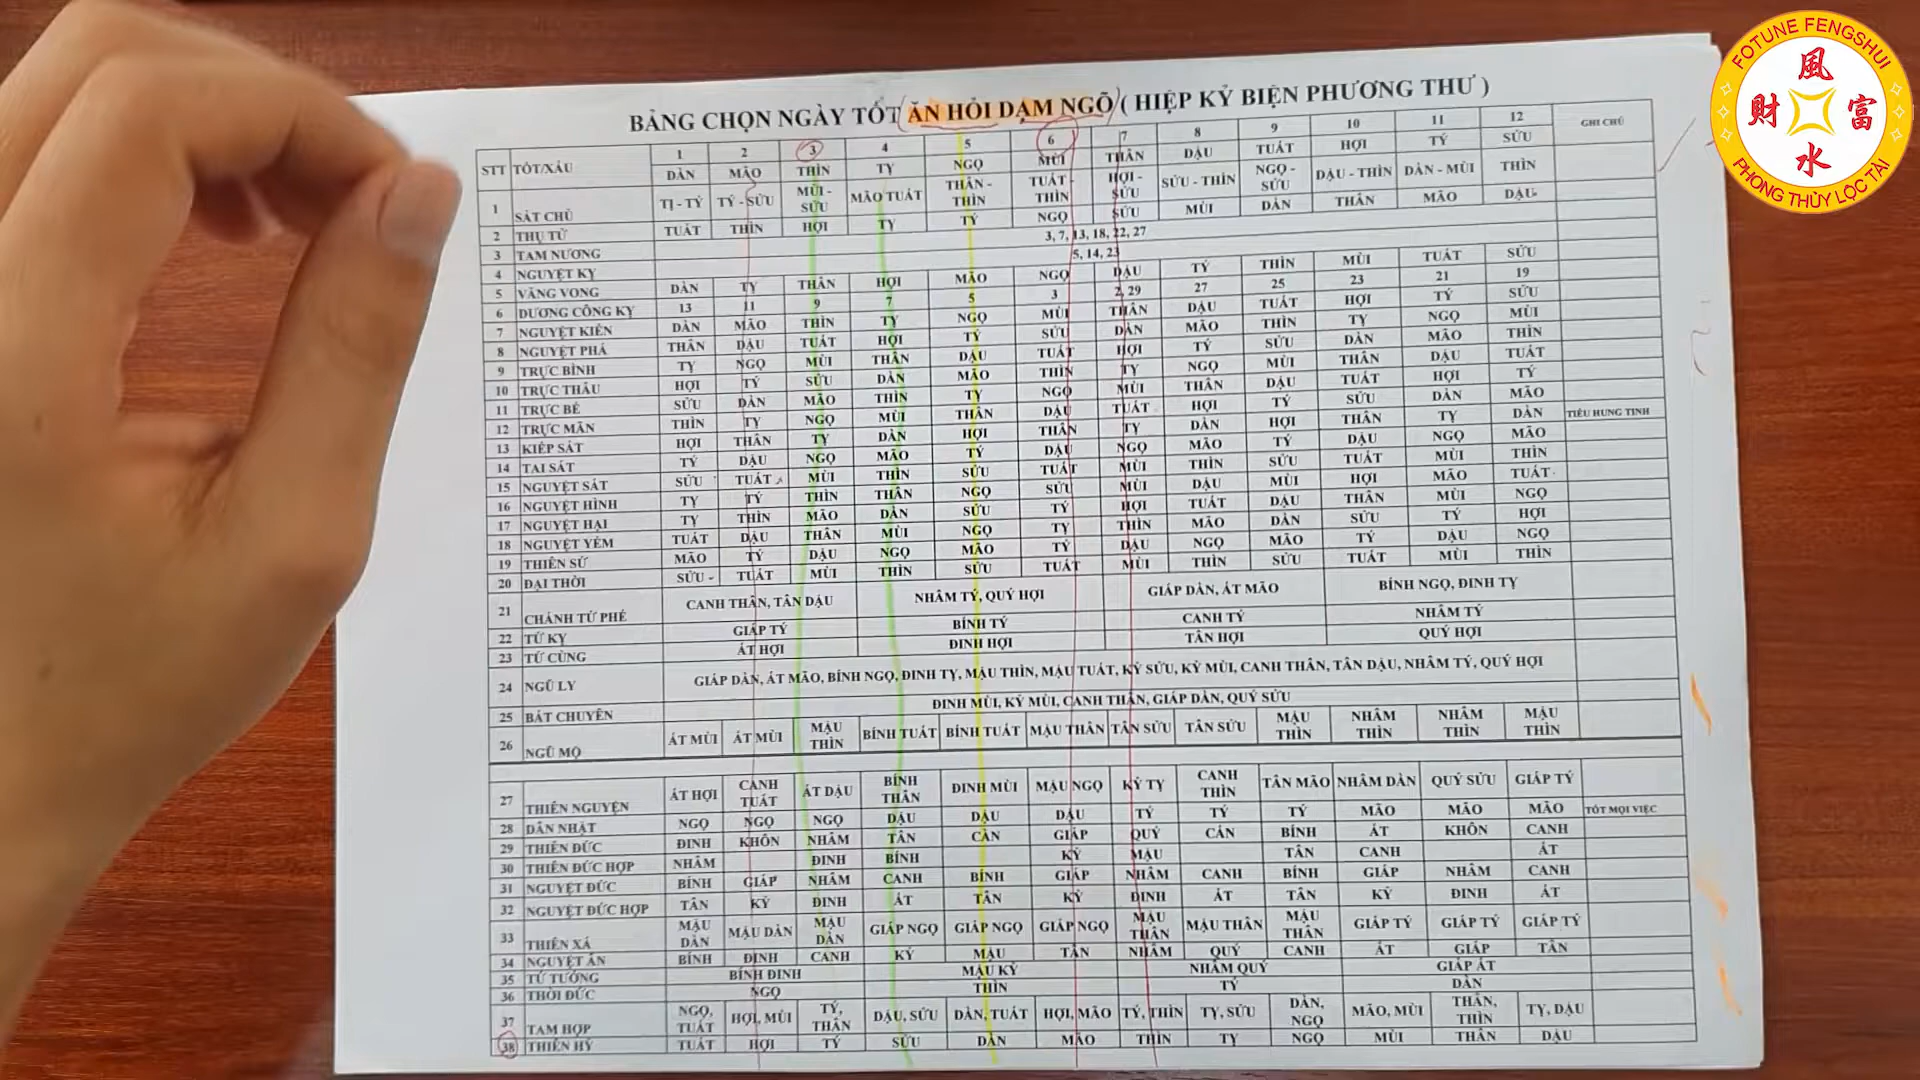 BẢNG CHỌN NGÀY TỐT ( ĂN HỎI DẠM NGÕ ) ( HIỆP KỶ BIỆN PHƯƠNG THƯ )
STT TỐT/XẤU 1 2 3 4 5 6 7 8 9 10 11 12 GHI CHÚ
DẦN MÃO THÌN TỴ NGỌ MÙI THÂN DẬU TUẤT HỢI TÝ SỬU
1 SÁT CHỦ TỊ - TÝ TÝ - SỬU MÙI - SỬU MÃO TUẤT THÂN - THÌN TUẤT - THÌN HỢI - SỬU SỬU - THÌN NGỌ - SỬU DẬU - THÌN DẦN - MÙI THÌN
2 THỤ TỬ TUẤT THÌN HỢI TỴ TÝ NGỌ SỬU MÙI DẦN THÂN MÃO DẬU
3 TAM NƯƠNG 3, 7, 13, 18, 22, 27
4 NGUYỆT KỴ 5, 14, 23
5 VÃNG VONG DẦN TỴ THÂN HỢI MÃO NGỌ DẬU TÝ THÌN MÙI TUẤT SỬU
6 DƯƠNG CÔNG KỴ 13 11 9 7 5 3 2, 29 27 25 23 21 19
7 NGUYỆT KIẾN DẦN MÃO THÌN TỴ NGỌ MÙI THÂN DẬU TUẤT HỢI TÝ SỬU
8 NGUYỆT PHÁ THÂN DẬU TUẤT HỢI TÝ SỬU DẦN MÃO THÌN TỴ NGỌ MÙI
9 TRỰC BÌNH TỴ NGỌ MÙI THÂN DẬU TUẤT HỢI TÝ SỬU DẦN MÃO THÌN
10 TRỰC THÂU HỢI TÝ SỬU DẦN MÃO THÌN TỴ NGỌ MÙI THÂN DẬU TUẤT
11 TRỰC BẾ SỬU DẦN MÃO THÌN TỴ NGỌ MÙI THÂN DẬU TUẤT HỢI TÝ
12 TRỰC MÃN THÌN TỴ NGỌ MÙI THÂN DẬU TUẤT HỢI TÝ SỬU DẦN MÃO
13 KIẾP SÁT HỢI THÂN TỴ DẦN HỢI THÂN TỴ DẦN HỢI THÂN TỴ DẦN TIỂU HUNG TINH
14 TAI SÁT TÝ DẬU NGỌ MÃO TÝ DẬU NGỌ MÃO TÝ DẬU NGỌ MÃO
15 NGUYỆT SÁT SỬU TUẤT MÙI THÌN SỬU TUẤT MÙI THÌN SỬU TUẤT MÙI THÌN
16 NGUYỆT HÌNH TỴ TÝ THÌN THÂN NGỌ SỬU MÙI DẬU MÙI HỢI MÃO TUẤT
17 NGUYỆT HẠI TỴ THÌN MÃO DẦN SỬU TÝ HỢI TUẤT DẬU THÂN MÙI NGỌ
18 NGUYỆT YẾM TUẤT DẬU THÂN MÙI NGỌ TỴ THÌN MÃO DẦN SỬU TÝ HỢI
19 THIÊN SỨ MÃO TÝ DẬU NGỌ MÃO TÝ DẬU NGỌ MÃO TÝ DẬU NGỌ
20 ĐẠI THỜI SỬU TUẤT MÙI THÌN SỬU TUẤT MÙI THÌN SỬU TUẤT MÙI THÌN
21 CHÁNH TỨ PHẾ CANH THÂN, TÂN DẬU NHÂM TÝ, QUÝ HỢI GIÁP DẦN, ẤT MÃO BÍNH NGỌ, ĐINH TỴ
22 TỨ KỴ GIÁP TÝ BÍNH TÝ CANH TÝ NHÂM TÝ
23 TỨ CÙNG ẤT HỢI ĐINH HỢI TÂN HỢI QUÝ HỢI
24 NGŨ LY GIÁP DẦN, ẤT MÃO, BÍNH NGỌ, ĐINH TỴ, MẬU THÌN, MẬU TUẤT, KỶ SỬU, KỶ MÙI, CANH THÂN, TÂN DẬU, NHÂM TÝ, QUÝ HỢI
25 BÁT CHUYÊN ĐINH MÙI, KỶ MÙI, CANH THÂN, GIÁP DẦN, QUÝ SỬU
26 NGŨ MỘ ẤT MÙI ẤT MÙI MẬU THÌN BÍNH TUẤT BÍNH TUẤT MẬU THÂN TÂN SỬU TÂN SỬU MẬU THÌN NHÂM THÌN NHÂM THÌN MẬU THÌN
27 THIÊN NGUYỆN ẤT HỢI CANH TUẤT ẤT DẬU BÍNH THÂN ĐINH MÙI MẬU NGỌ KỶ TỴ CANH THÌN TÂN MÃO NHÂM DẦN QUÝ SỬU GIÁP TÝ
28 DÂN NHẬT NGỌ NGỌ NGỌ DẬU DẬU DẬU TÝ TÝ TÝ MÃO MÃO MÃO TỐT MỌI VIỆC
29 THIÊN ĐỨC ĐINH KHÔN NHÂM TÂN CÀN GIÁP QUÝ CẤN BÍNH ẤT KHÔN CANH
30 THIÊN ĐỨC HỢP NHÂM ĐINH BÍNH KỶ MẬU TÂN CANH ẤT
31 NGUYỆT ĐỨC BÍNH GIÁP NHÂM CANH BÍNH GIÁP NHÂM CANH BÍNH GIÁP NHÂM CANH
32 NGUYỆT ĐỨC HỢP TÂN KỶ ĐINH ẤT TÂN KỶ ĐINH ẤT TÂN KỶ ĐINH ẤT
33 THIÊN XÁ MẬU DẦN MẬU DẦN MẬU DẦN GIÁP NGỌ GIÁP NGỌ GIÁP NGỌ MẬU THÂN MẬU THÂN MẬU THÂN GIÁP TÝ GIÁP TÝ GIÁP TÝ
34 NGUYỆT ÂN BÍNH ĐINH CANH KỶ MẬU TÂN NHÂM QUÝ CANH ẤT GIÁP TÂN
35 TỨ TƯỚNG BÍNH ĐINH MẬU KỶ NHÂM QUÝ GIÁP ẤT
36 THỜI ĐỨC NGỌ THÌN TÝ DẦN
37 TAM HỢP NGỌ, TUẤT HỢI, MÙI TÝ, THÂN DẬU, SỬU DẦN, TUẤT HỢI, MÃO TÝ, THÌN TỴ, SỬU DẦN, NGỌ MÃO, MÙI THÂN, THÌN TỴ, DẬU
38 THIÊN HỶ TUẤT HỢI TÝ SỬU DẦN MÃO THÌN TỴ NGỌ MÙI THÂN DẬU
FOTUNE FENGSHUI
風
財 富
水
PHONG THỦY LỘC TÀI